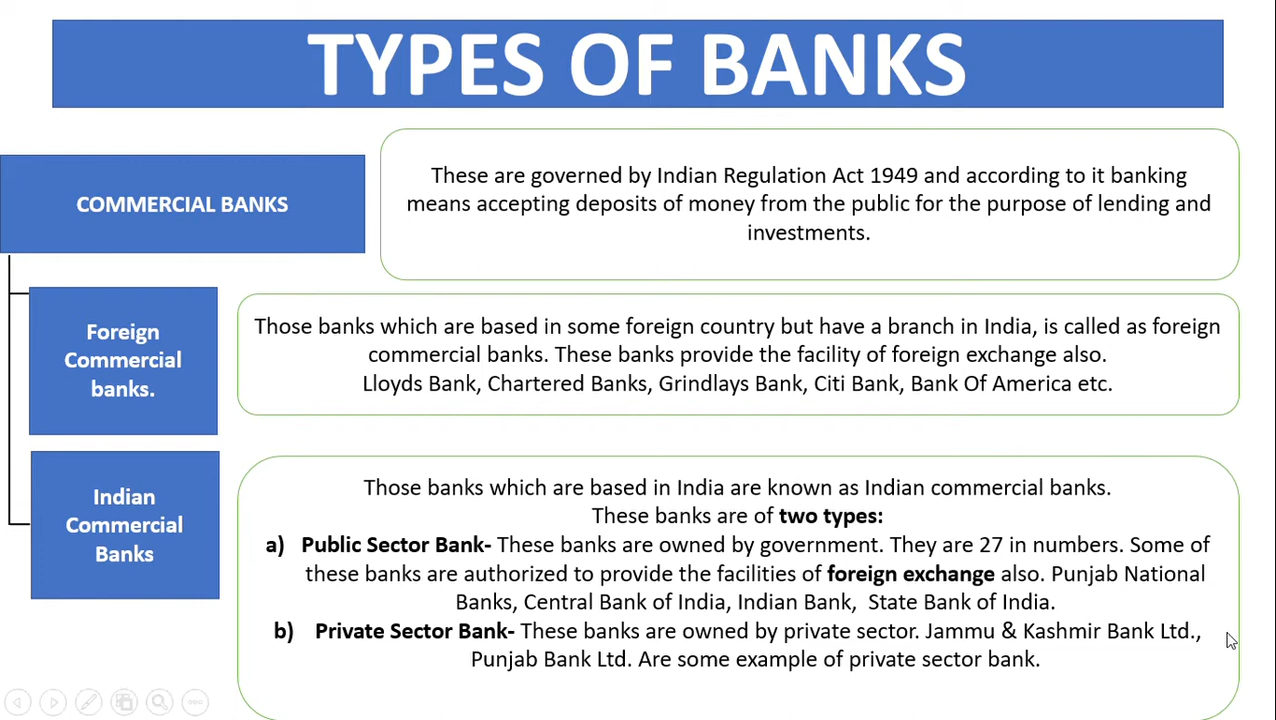 TYPES OF BANKS
COMMERCIAL BANKS
These are governed by Indian Regulation Act 1949 and according to it banking
means accepting deposits of money from the public for the purpose of lending and
investments.
Foreign
Commercial
banks.
Those banks which are based in some foreign country but have a branch in India, is called as foreign
commercial banks. These banks provide the facility of foreign exchange also.
Lloyds Bank, Chartered Banks, Grindlays Bank, Citi Bank, Bank Of America etc.
Indian
Commercial
Banks
Those banks which are based in India are known as Indian commercial banks.
These banks are of two types:
a) Public Sector Bank- These banks are owned by government. They are 27 in numbers. Some of
these banks are authorized to provide the facilities of foreign exchange also. Punjab National
Banks, Central Bank of India, Indian Bank, State Bank of India.
b) Private Sector Bank- These banks are owned by private sector. Jammu & Kashmir Bank Ltd.,
Punjab Bank Ltd. Are some example of private sector bank.